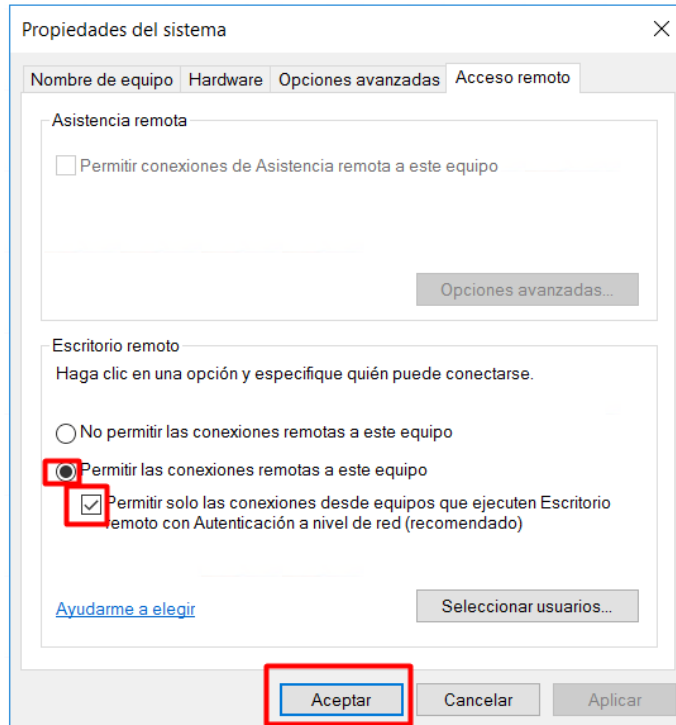 Propiedades del sistema
Nombre de equipo Hardware Opciones avanzadas Acceso remoto
Asistencia remota
Permitir conexiones de Asistencia remota a este equipo
Opciones avanzadas...
Escritorio remoto
Haga clic en una opción y especifique quién puede conectarse.
No permitir las conexiones remotas a este equipo
Permitir las conexiones remotas a este equipo
Permitir solo las conexiones desde equipos que ejecuten Escritorio
remoto con Autenticación a nivel de red (recomendado)
Ayudarme a elegir
Seleccionar usuarios...
Aceptar Cancelar Aplicar